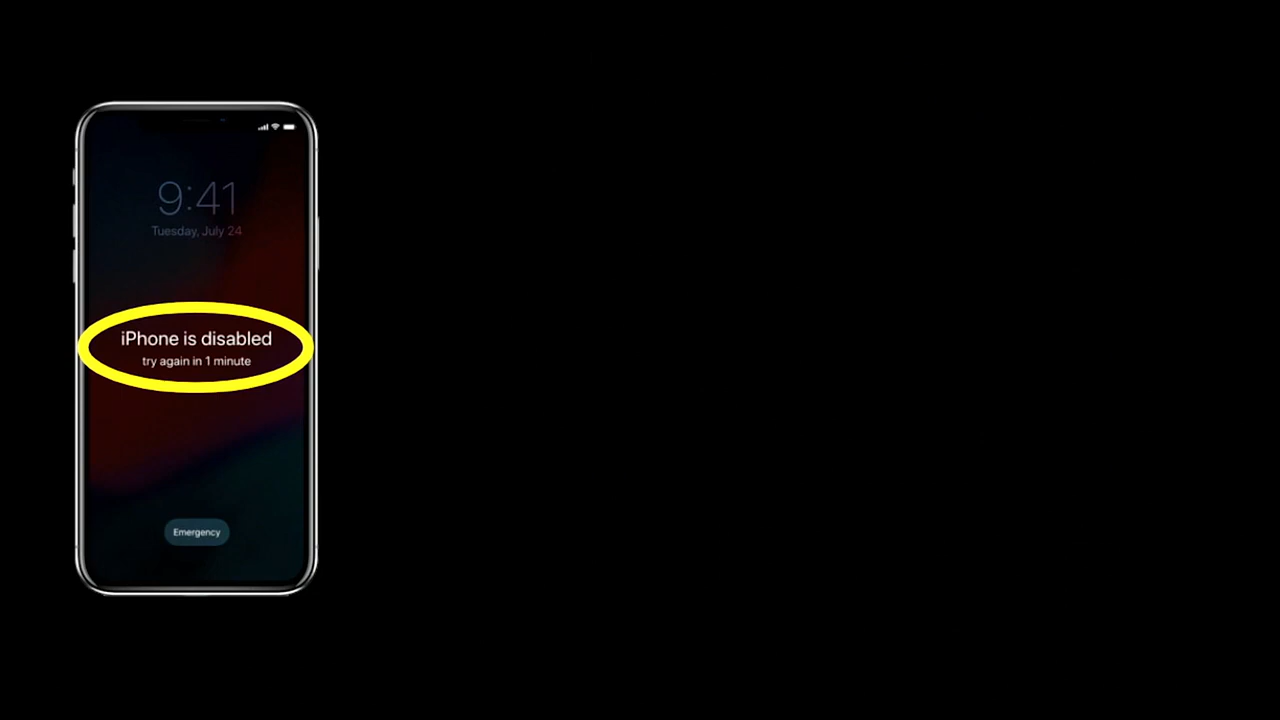 9:41
Tuesday, July 24
iPhone is disabled
try again in 1 minute
Emergency